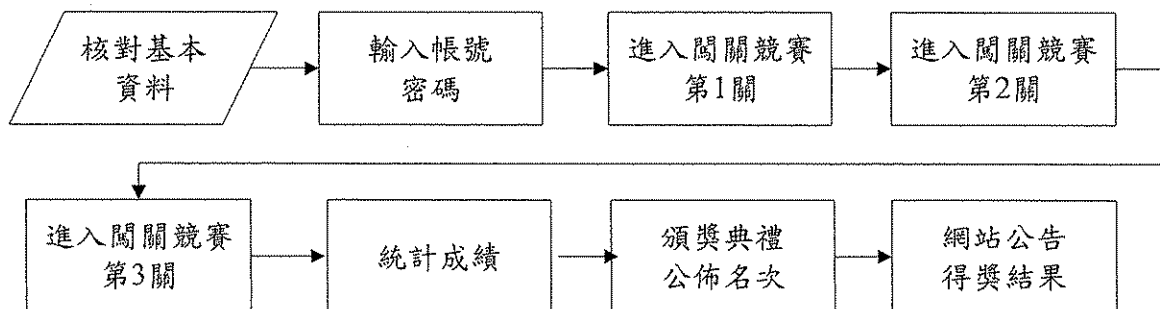 核對基本
資料
輸入帳號
密碼
進入闖關競賽
第1關
進入闖關競賽
第2關
進入闖關競賽
第3關
統計成績
頒獎典禮
公佈名次
網站公告
得獎結果